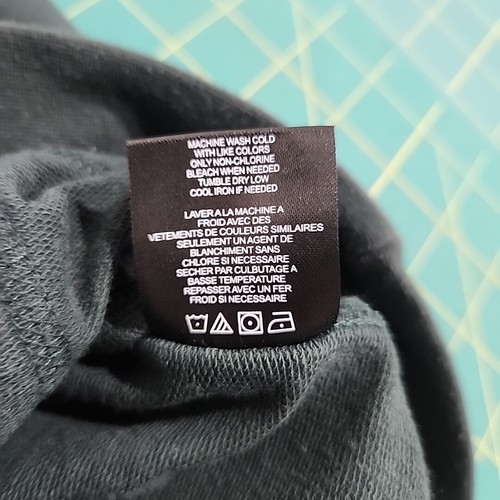 MACHINE WASH COLD
WITH LIKE COLORS
ONLY NON-CHLORINE
BLEACH WHEN NEEDED
TUMBLE DRY LOW
COOL IRON IF NEEDED
LAVER A LA MACHINE A
FROID AVEC DES
VETEMENTS DE COULEURS SIMILAIRES
SEULEMENT UN AGENT DE
BLANCHIMENT SANS
CHLORE SI NECESSAIRE
SECHER PAR CULBUTAGE A
BASSE TEMPERATURE
REPASSER AVEC UN FER
FROID SI NECESSAIRE